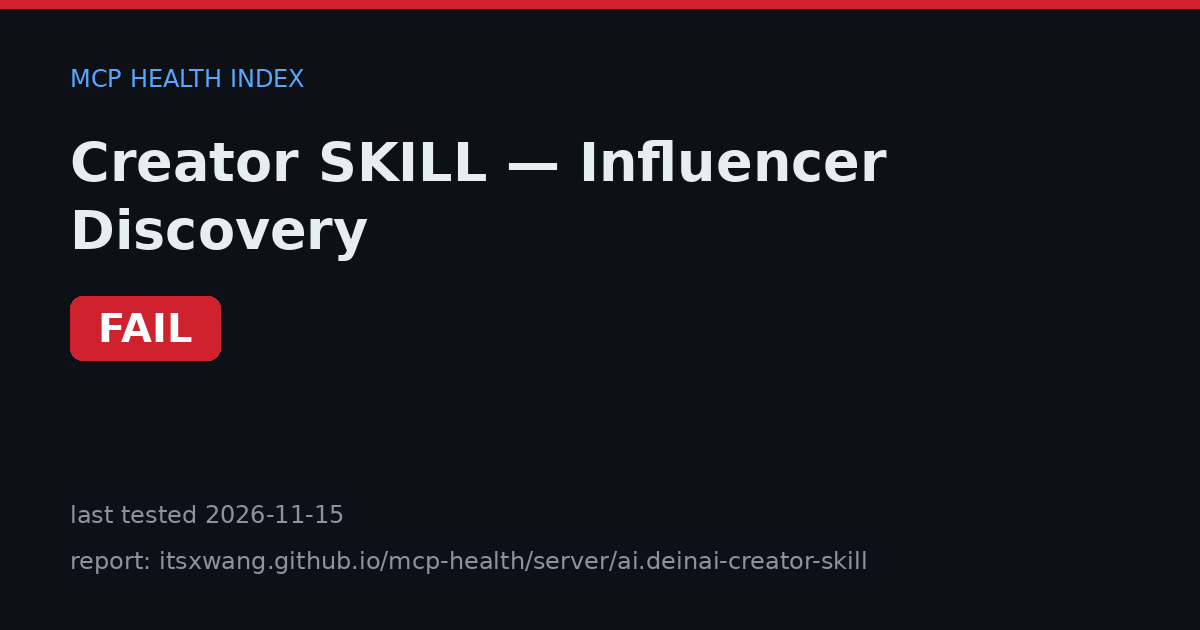 MCP HEALTH INDEX
Creator SKILL — Influencer
Discovery
FAIL
last tested 2026-11-15
report: itsxwang.github.io/mcp-health/server/ai.deinai-creator-skill